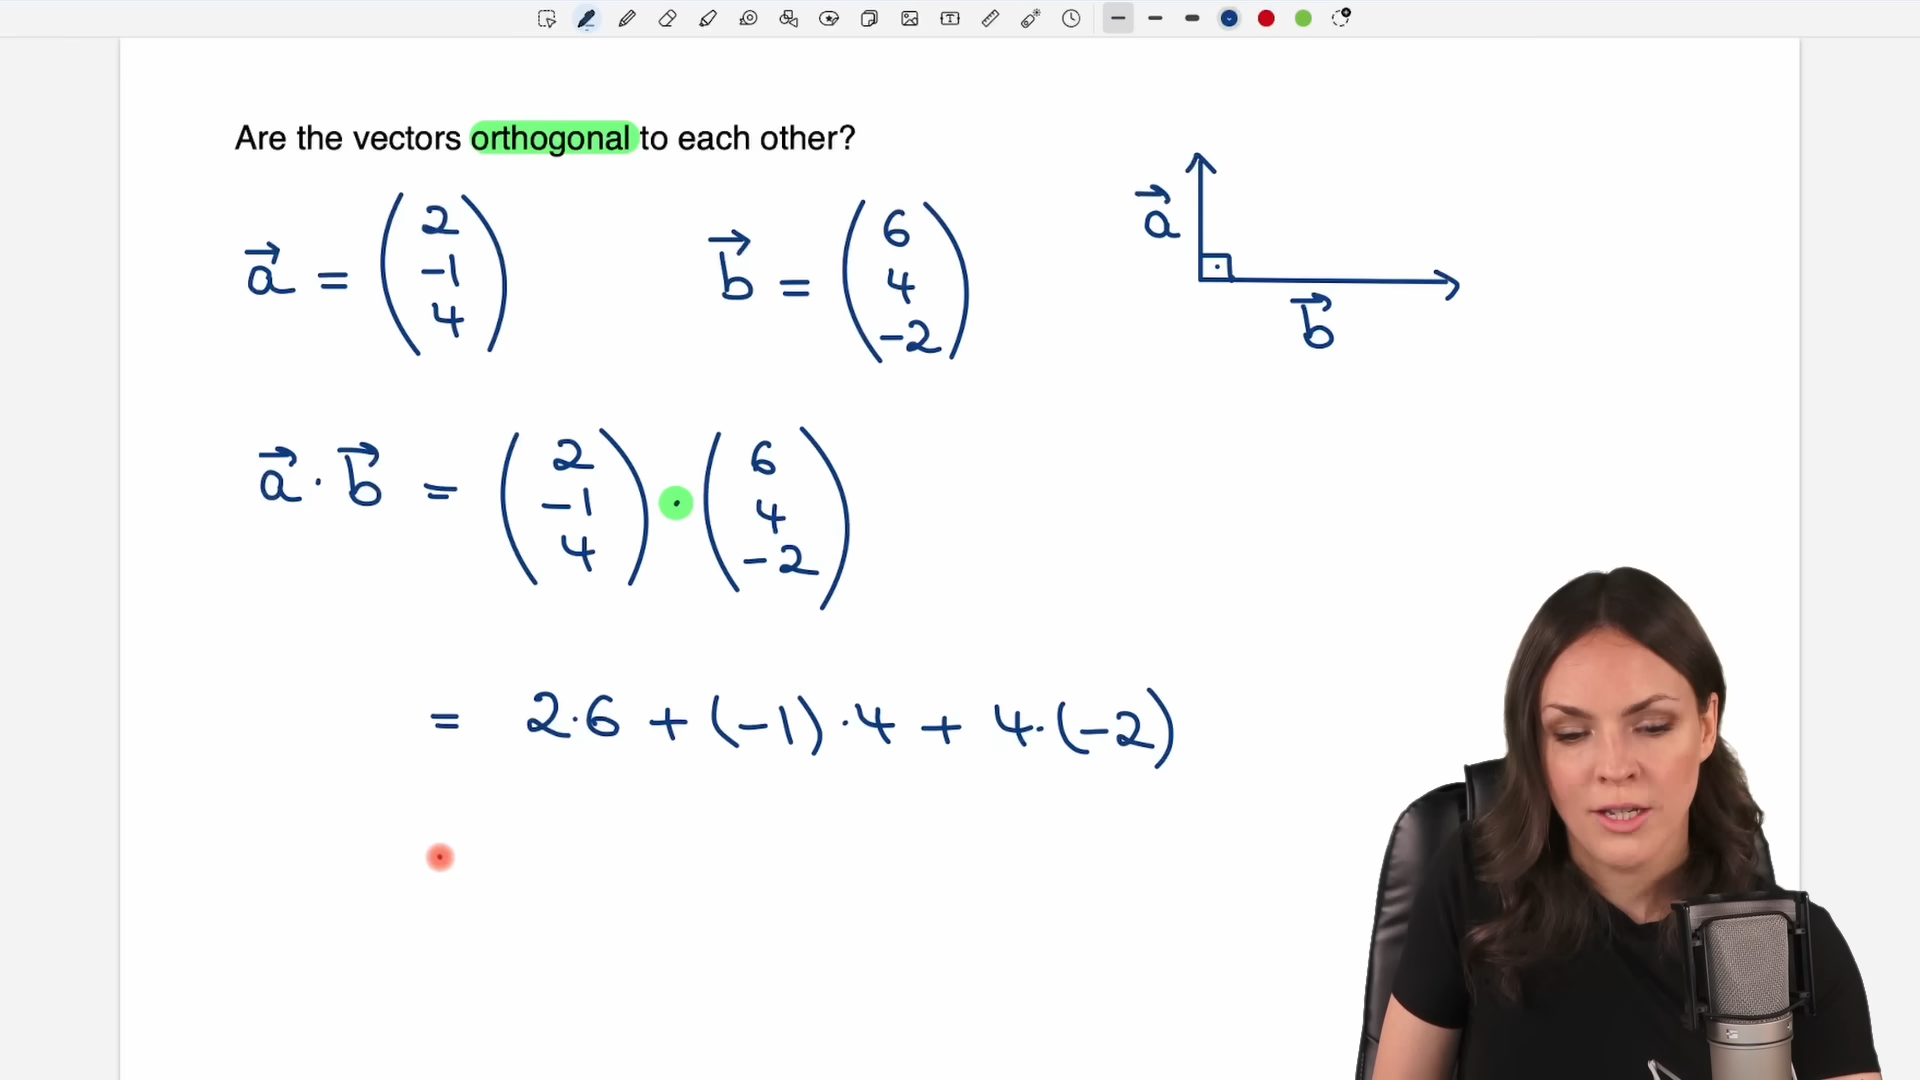 Are the vectors orthogonal to each other?
a⃗ = (2 -1 4) b⃗ = (6 4 -2)
a⃗
b⃗
a⃗ · b⃗ = (2 -1 4) · (6 4 -2)
= 2·6 + (-1)·4 + 4·(-2)